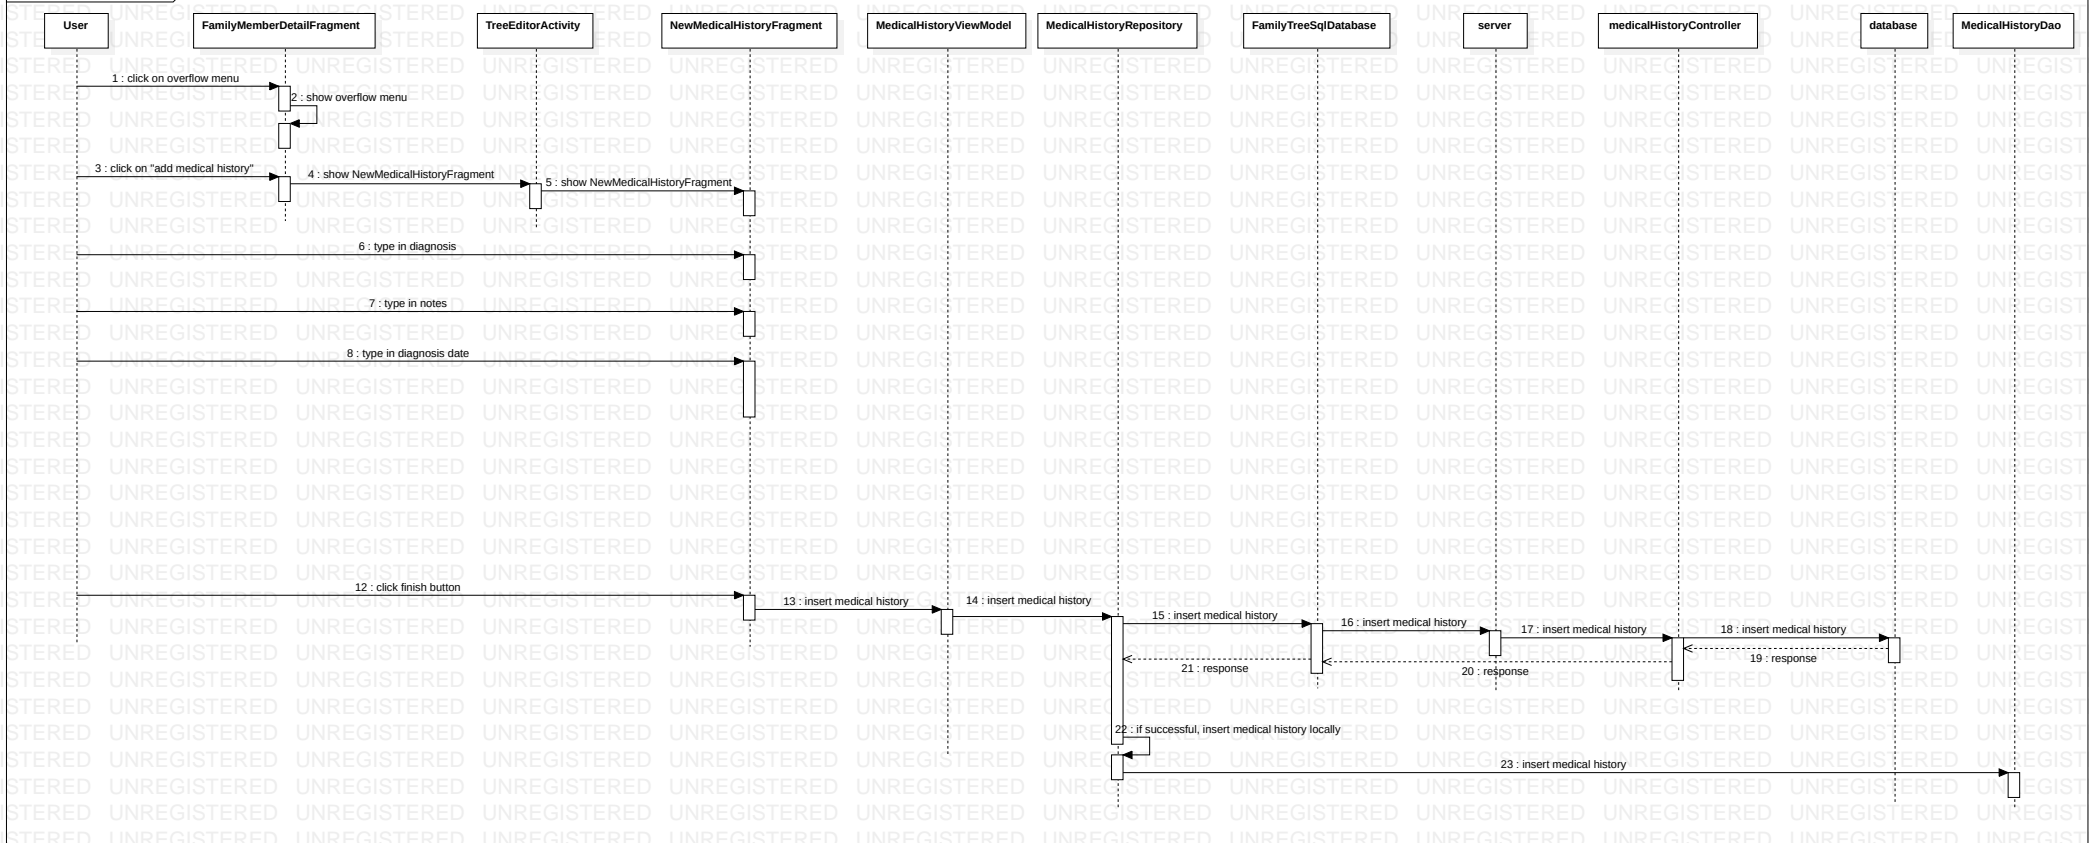 User
FamilyMemberDetailFragment
TreeEditorActivity
NewMedicalHistoryFragment
MedicalHistoryViewModel
MedicalHistoryRepository
FamilyTreeSqlDatabase
server
medicalHistoryController
database
MedicalHistoryDao
1 : click on overflow menu
2 : show overflow menu
3 : click on "add medical history"
4 : show NewMedicalHistoryFragment
5 : show NewMedicalHistoryFragment
6 : type in diagnosis
7 : type in notes
8 : type in diagnosis date
12 : click finish button
13 : insert medical history
14 : insert medical history
15 : insert medical history
16 : insert medical history
17 : insert medical history
18 : insert medical history
19 : response
20 : response
21 : response
22 : if successful, insert medical history locally
23 : insert medical history
UNREGISTERED